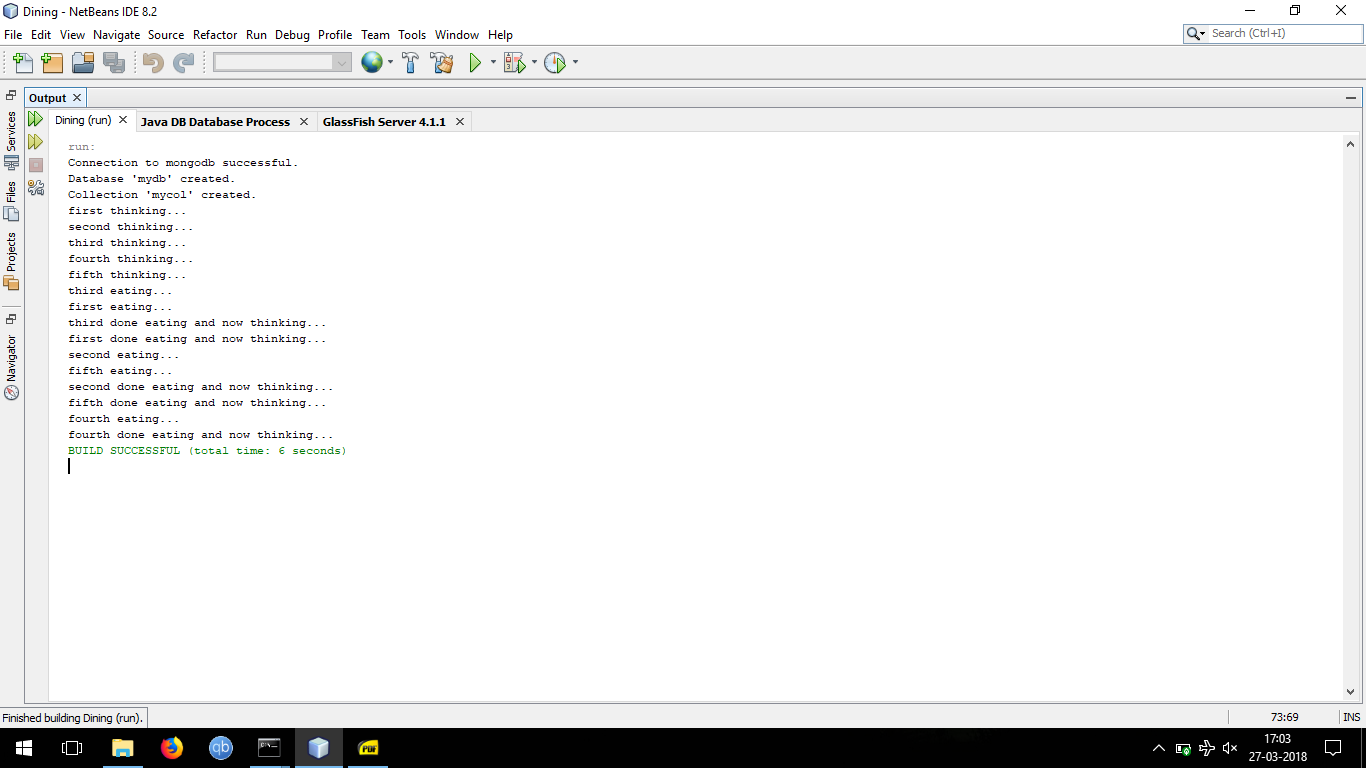 Dining - NetBeans IDE 8.2
File Edit View Navigate Source Refactor Run Debug Profile Team Tools Window Help
Search (Ctrl+I)
Output
Dining (run) Java DB Database Process GlassFish Server 4.1.1
Services
Files
Projects
Navigator
run:
Connection to mongodb successful.
Database 'mydb' created.
Collection 'mycol' created.
first thinking...
second thinking...
third thinking...
fourth thinking...
fifth thinking...
third eating...
first eating...
third done eating and now thinking...
first done eating and now thinking...
second eating...
fifth eating...
second done eating and now thinking...
fifth done eating and now thinking...
fourth eating...
fourth done eating and now thinking...
BUILD SUCCESSFUL (total time: 6 seconds)
Finished building Dining (run).
73:69 INS
qb
PDF
17:03
27-03-2018